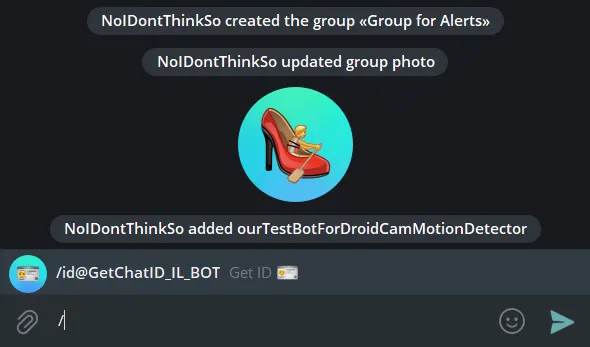 NoIDontThinkSo created the group «Group for Alerts»
NoIDontThinkSo updated group photo
NoIDontThinkSo added ourTestBotForDroidCamMotionDetector
/id@GetChatID_IL_BOT Get ID
/